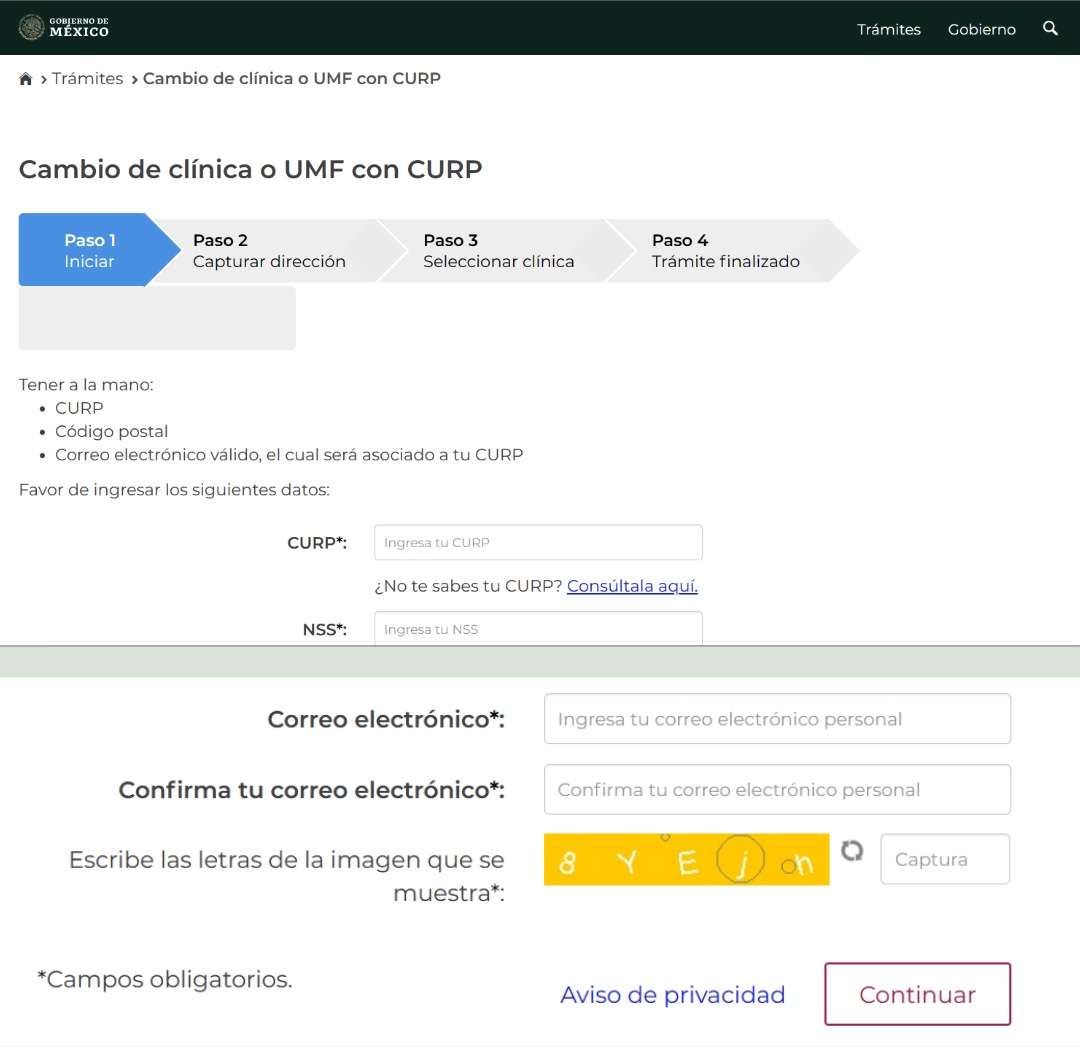 GOBIERNO DE
MÉXICO
Trámites
Gobierno
Trámites
Cambio de clínica o UMF con CURP
Cambio de clínica o UMF con CURP
Paso 1
Iniciar
Paso 2
Capturar dirección
Paso 3
Seleccionar clínica
Paso 4
Trámite finalizado
Tener a la mano:
CURP
Código postal
Correo electrónico válido, el cual será asociado a tu CURP
Favor de ingresar los siguientes datos:
CURP*:
Ingresa tu CURP
¿No te sabes tu CURP? Consúltala aquí.
NSS*:
Ingresa tu NSS
Correo electrónico*:
Ingresa tu correo electrónico personal
Confirma tu correo electrónico*:
Confirma tu correo electrónico personal
Escribe las letras de la imagen que se
muestra*:
8 Y E j h
Captura
*Campos obligatorios.
Aviso de privacidad
Continuar